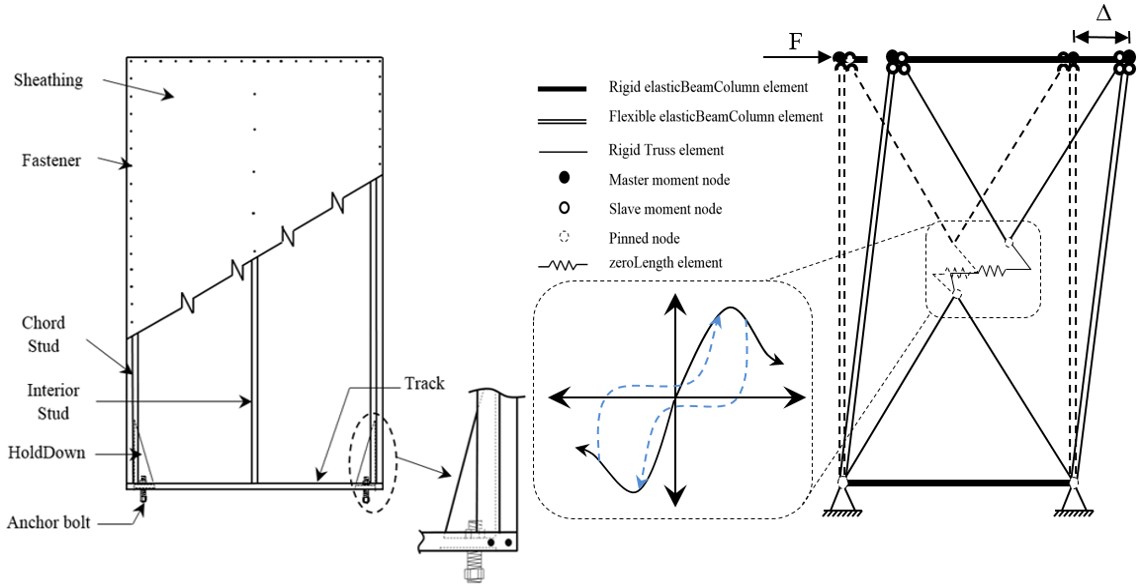 Sheathing
Fastener
Chord
Stud
Interior
Stud
HoldDown
Anchor bolt
Track
Rigid elasticBeamColumn element
Flexible elasticBeamColumn element
Rigid Truss element
Master moment node
Slave moment node
Pinned node
zeroLength element
F
Δ